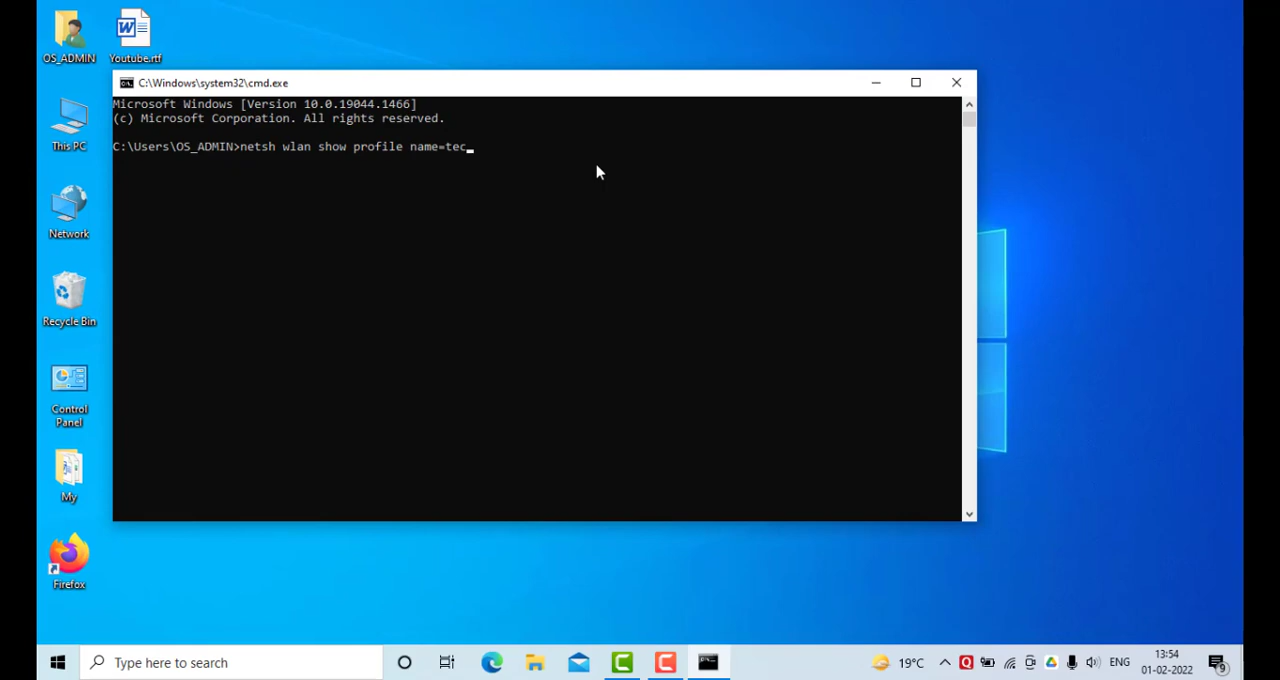 OS_ADMIN
Youtube.rtf
This PC
Network
Recycle Bin
Control
Panel
My
Firefox
C:\Windows\system32\cmd.exe
Microsoft Windows [Version 10.0.19044.1466]
(c) Microsoft Corporation. All rights reserved.
C:\Users\OS_ADMIN>netsh wlan show profile name=tec_
Type here to search
19°C
ENG
13:54
01-02-2022
9